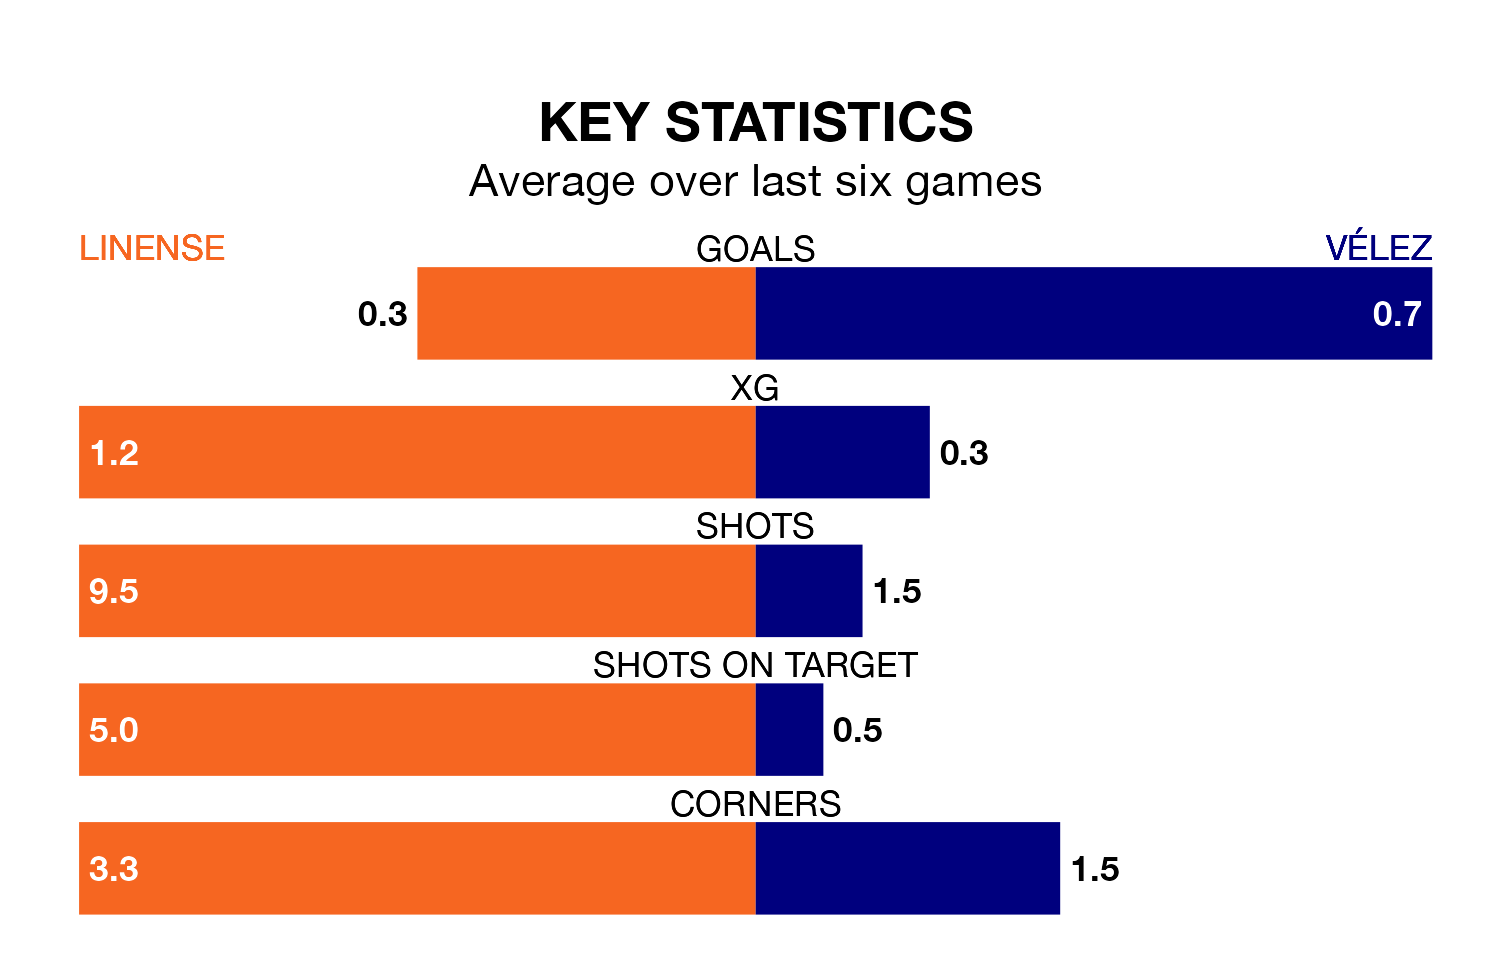 KEY STATISTICS
Average over last six games
LINENSE GOALS VÉLEZ
0.3 0.7
XG
1.2 0.3
SHOTS
9.5 1.5
SHOTS ON TARGET
5.0 0.5
CORNERS
3.3 1.5